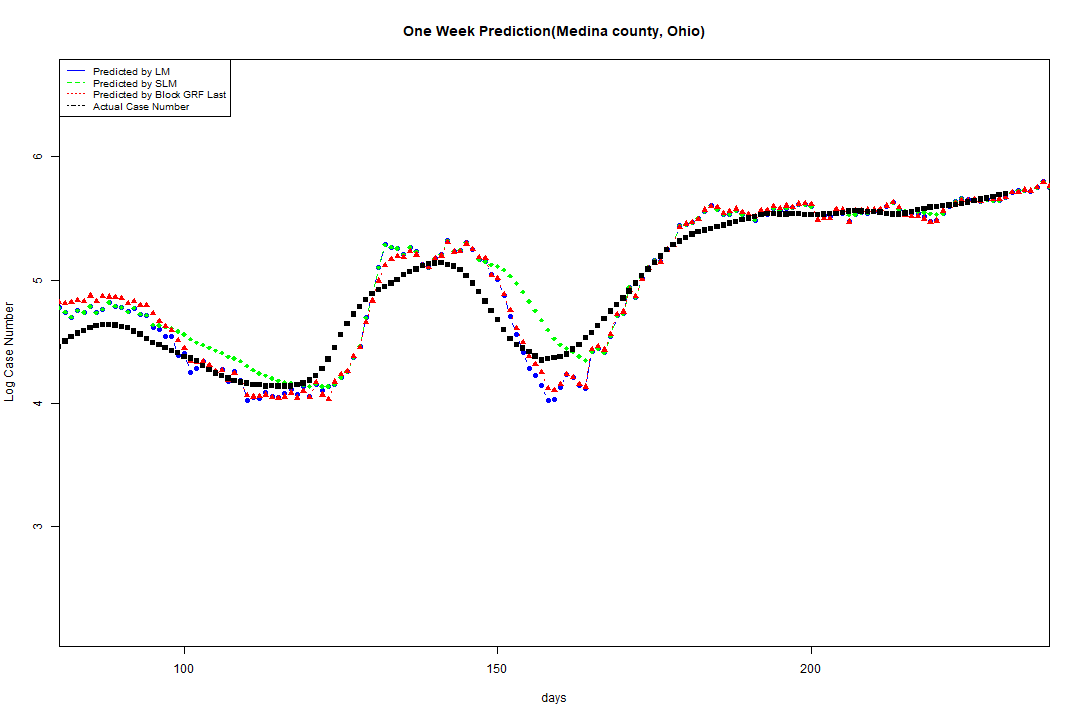 One Week Prediction(Medina county, Ohio)
Predicted by LM
Predicted by SLM
Predicted by Block GRF Last
Actual Case Number
6
5
4
3
Log Case Number
100 150 200
days